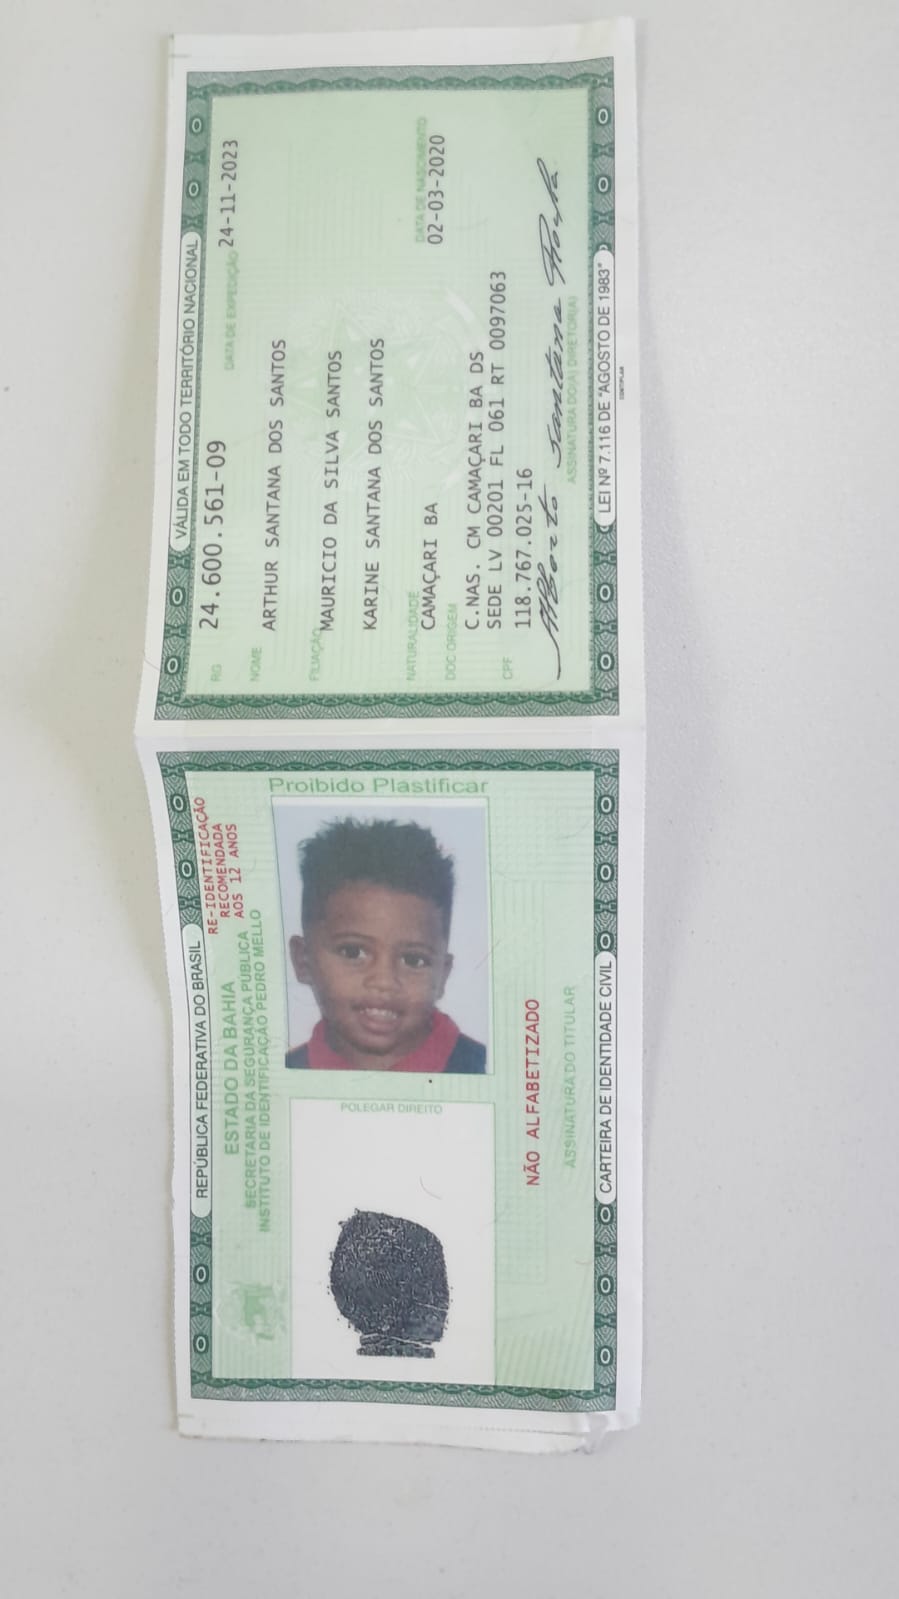 VÁLIDA EM TODO TERRITÓRIO NACIONAL
RG 24.600.561-09 DATA DE EXPEDIÇÃO 24-11-2023
NOME ARTHUR SANTANA DOS SANTOS
FILIAÇÃO MAURICIO DA SILVA SANTOS
KARINE SANTANA DOS SANTOS
NATURALIDADE DATA DE NASCIMENTO
CAMAÇARI BA 02-03-2020
DOC ORIGEM C.NAS. CM CAMAÇARI BA DS
SEDE LV 00201 FL 061 RT 0097063
CPF 118.767.025-16
ASSINATURA DO(A) DIRETOR(A)
LEI Nº 7.116 DE "AGOSTO DE 1983"
REPÚBLICA FEDERATIVA DO BRASIL
RE-IDENTIFICAÇÃO
RECOMENDADA
AOS 12 ANOS
ESTADO DA BAHIA
SECRETARIA DA SEGURANÇA PÚBLICA
INSTITUTO DE IDENTIFICAÇÃO PEDRO MELLO
Proibido Plastificar
POLEGAR DIREITO
NÃO ALFABETIZADO
ASSINATURA DO TITULAR
CARTEIRA DE IDENTIDADE CIVIL